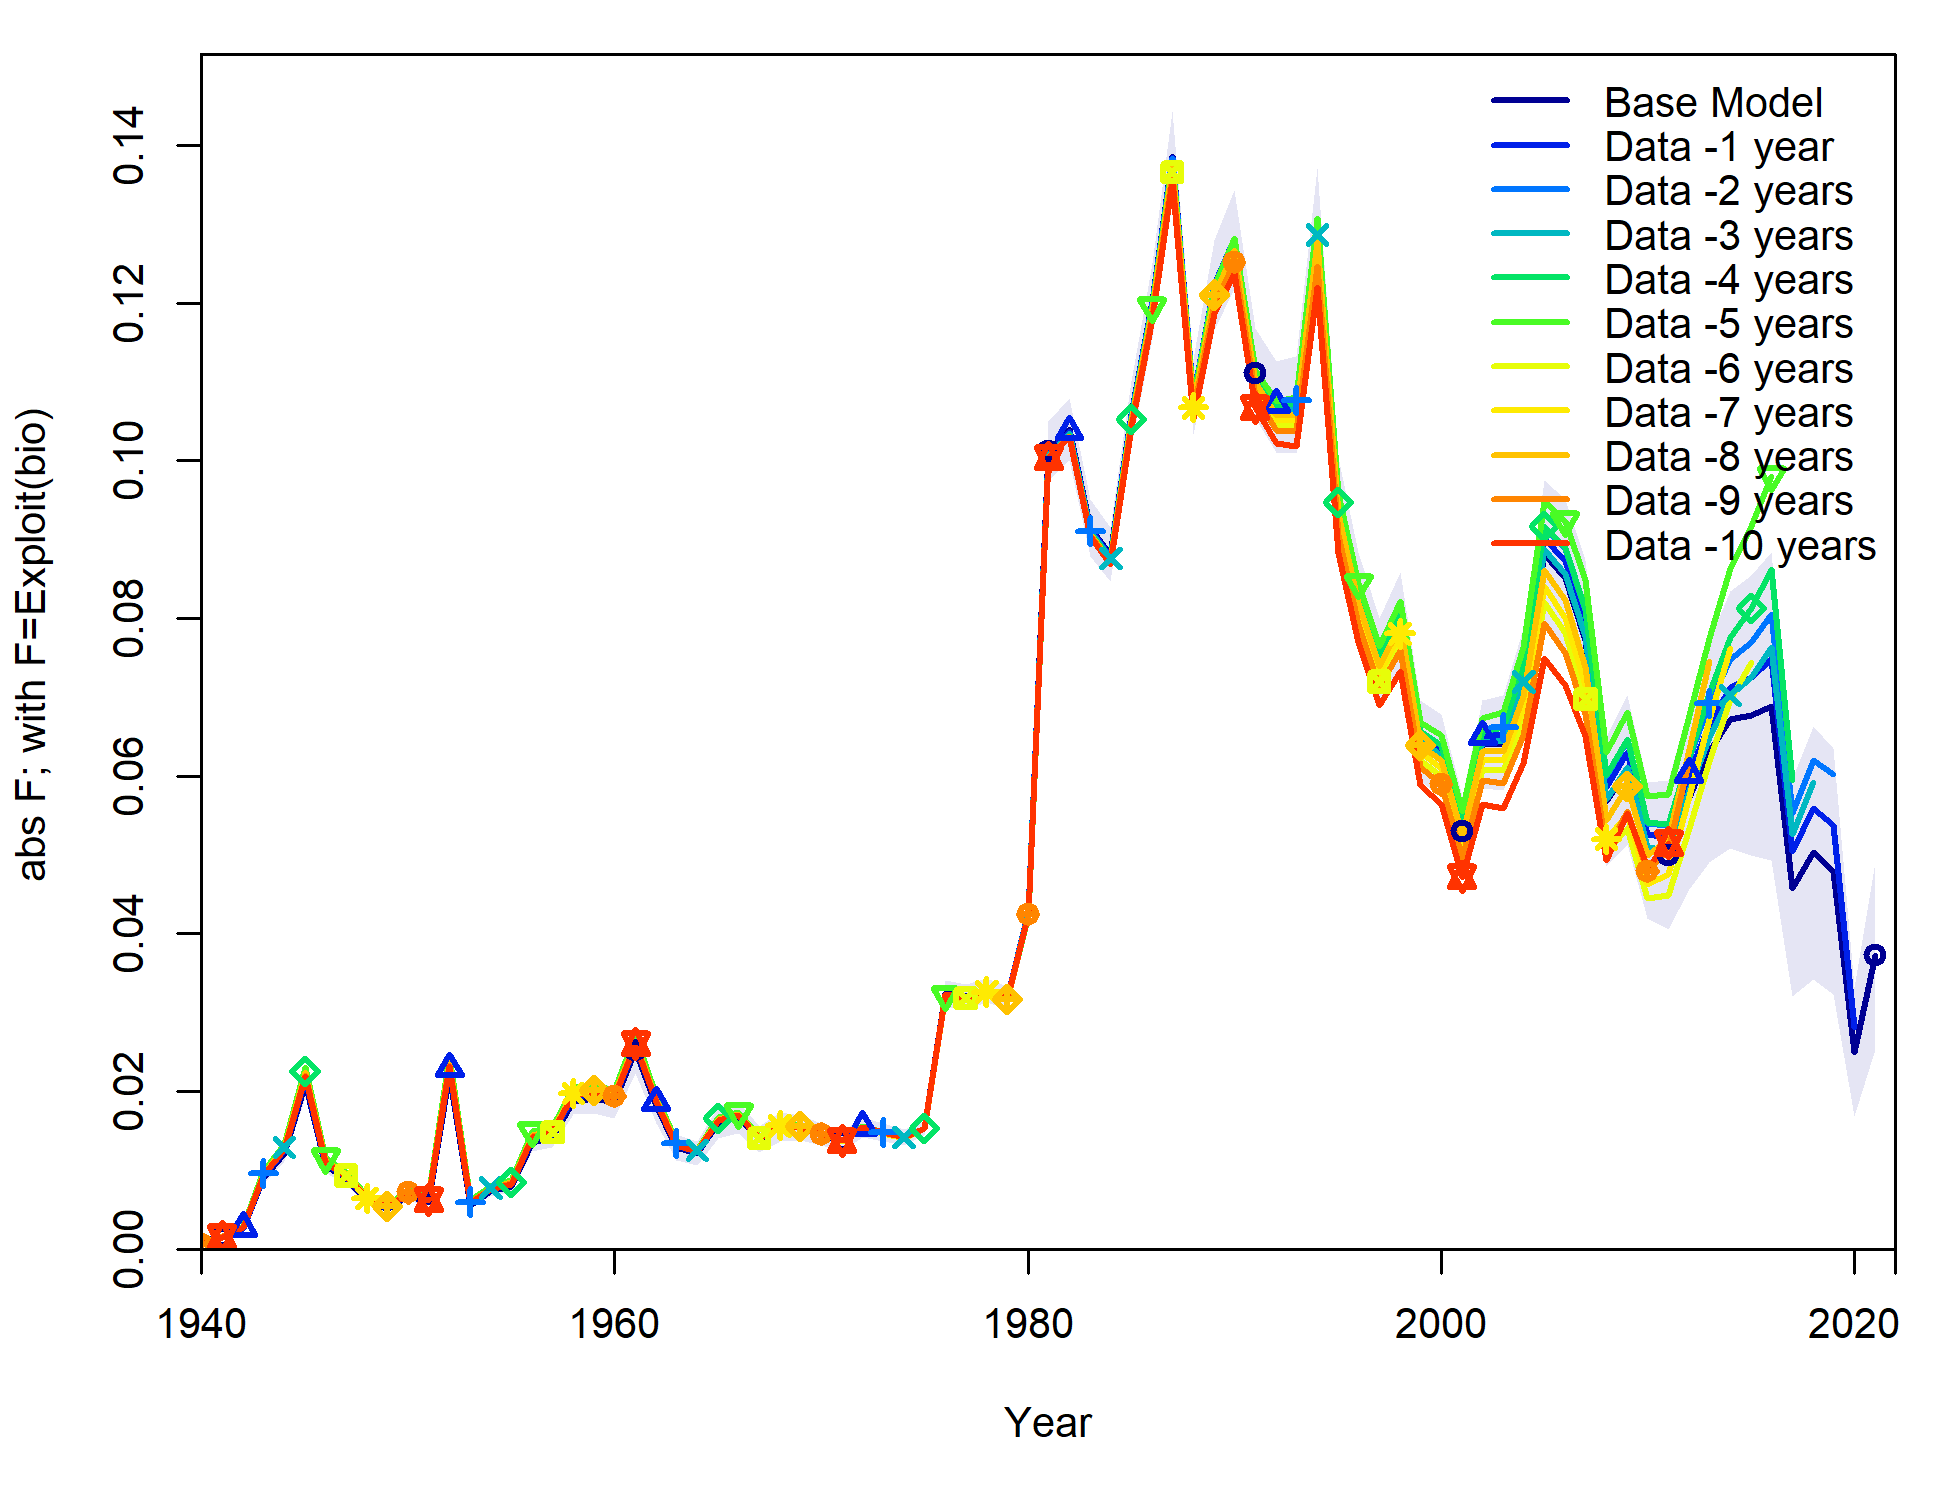 abs F; with F=Exploit(bio)
0.14
0.12
0.10
0.08
0.06
0.04
0.02
0.00
Base Model
Data -1 year
Data -2 years
Data -3 years
Data -4 years
Data -5 years
Data -6 years
Data -7 years
Data -8 years
Data -9 years
Data -10 years
1940
1960
1980
2000
2020
Year